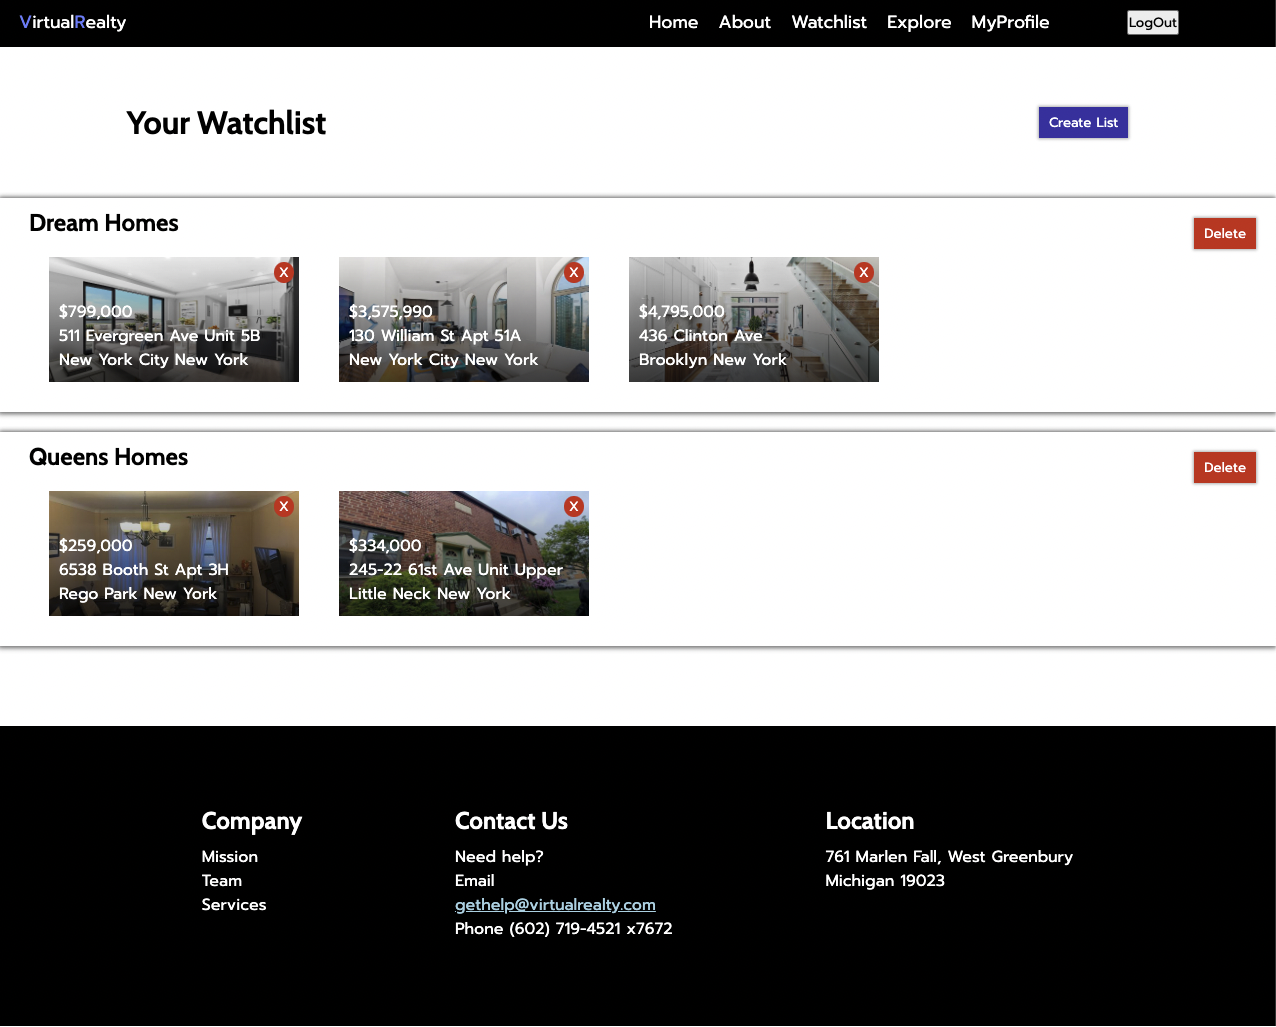 VirtualRealty
Home About Watchlist Explore MyProfile LogOut
Your Watchlist
Create List
Dream Homes
Delete
X
$799,000
511 Evergreen Ave Unit 5B
New York City New York
X
$3,575,990
130 William St Apt 51A
New York City New York
X
$4,795,000
436 Clinton Ave
Brooklyn New York
Queens Homes
Delete
X
$259,000
6538 Booth St Apt 3H
Rego Park New York
X
$334,000
245-22 61st Ave Unit Upper
Little Neck New York
Company
Mission
Team
Services
Contact Us
Need help?
Email
gethelp@virtualrealty.com
Phone (602) 719-4521 x7672
Location
761 Marlen Fall, West Greenbury
Michigan 19023